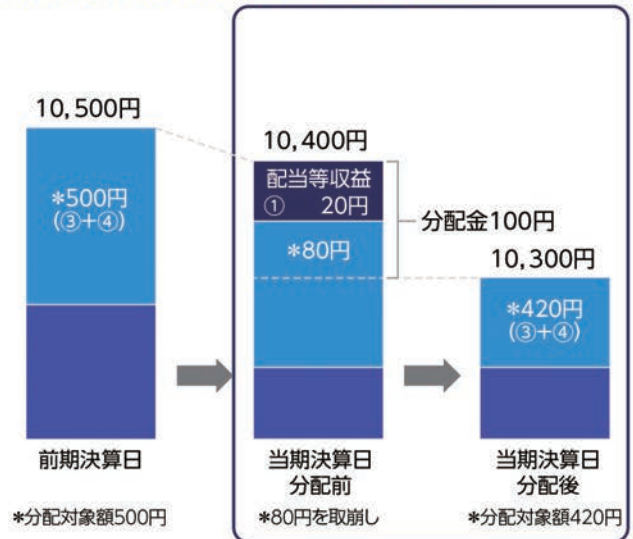 10,500円
*500円
(③+④)
前期決算日
*分配対象額500円
10,400円
配当等収益
① 20円
*80円
分配金100円
当期決算日
分配前
*80円を取崩し
10,300円
*420円
(③+④)
当期決算日
分配後
*分配対象額420円